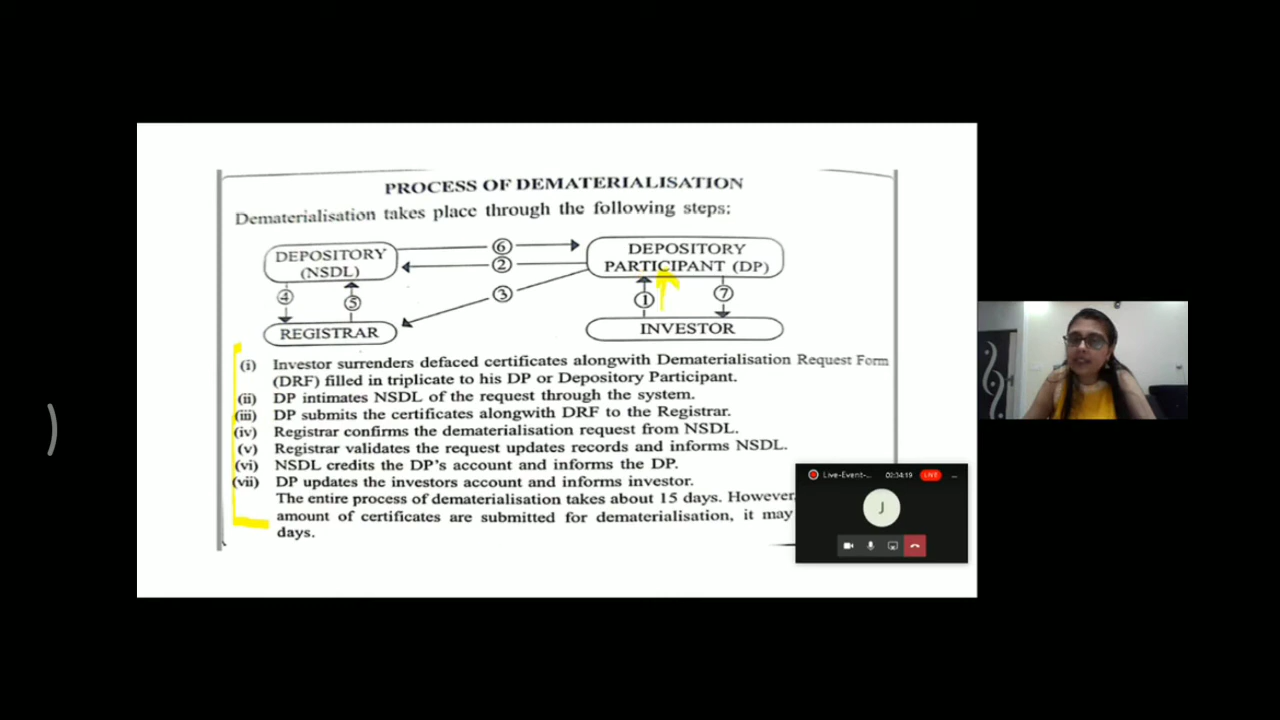 PROCESS OF DEMATERIALISATION
Dematerialisation takes place through the following steps:
DEPOSITORY
(NSDL)
6
2
DEPOSITORY
PARTICIPANT (DP)
4
5
3
1
7
REGISTRAR
INVESTOR
(i) Investor surrenders defaced certificates alongwith Dematerialisation Request Form
(DRF) filled in triplicate to his DP or Depository Participant.
(ii) DP intimates NSDL of the request through the system.
(iii) DP submits the certificates alongwith DRF to the Registrar.
(iv) Registrar confirms the dematerialisation request from NSDL.
(v) Registrar validates the request updates records and informs NSDL.
(vi) NSDL credits the DP's account and informs the DP.
(vii) DP updates the investors account and informs investor.
The entire process of dematerialisation takes about 15 days. However,
amount of certificates are submitted for dematerialisation, it may
days.
Live-Event-... 02:34:19 LIVE ...
J